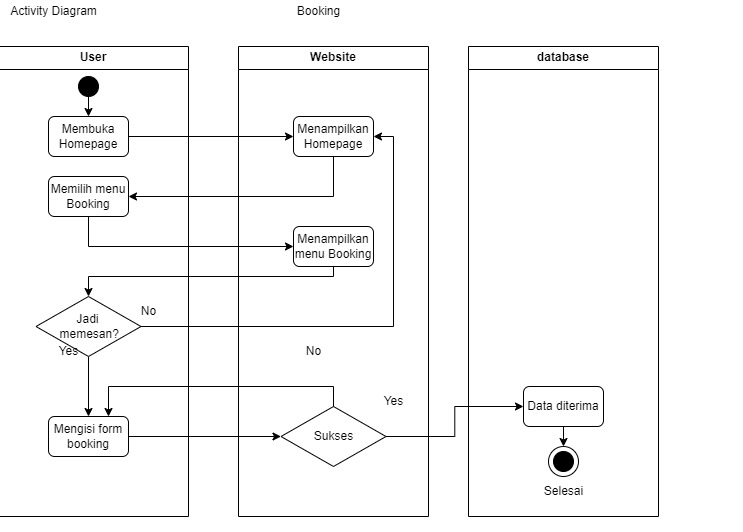 Activity Diagram
Booking
User
Website
database
Membuka
Homepage
Menampilkan
Homepage
Memilih menu
Booking
Menampilkan
menu Booking
Jadi
memesan?
No
Yes
No
Yes
Data diterima
Mengisi form
booking
Sukses
Selesai